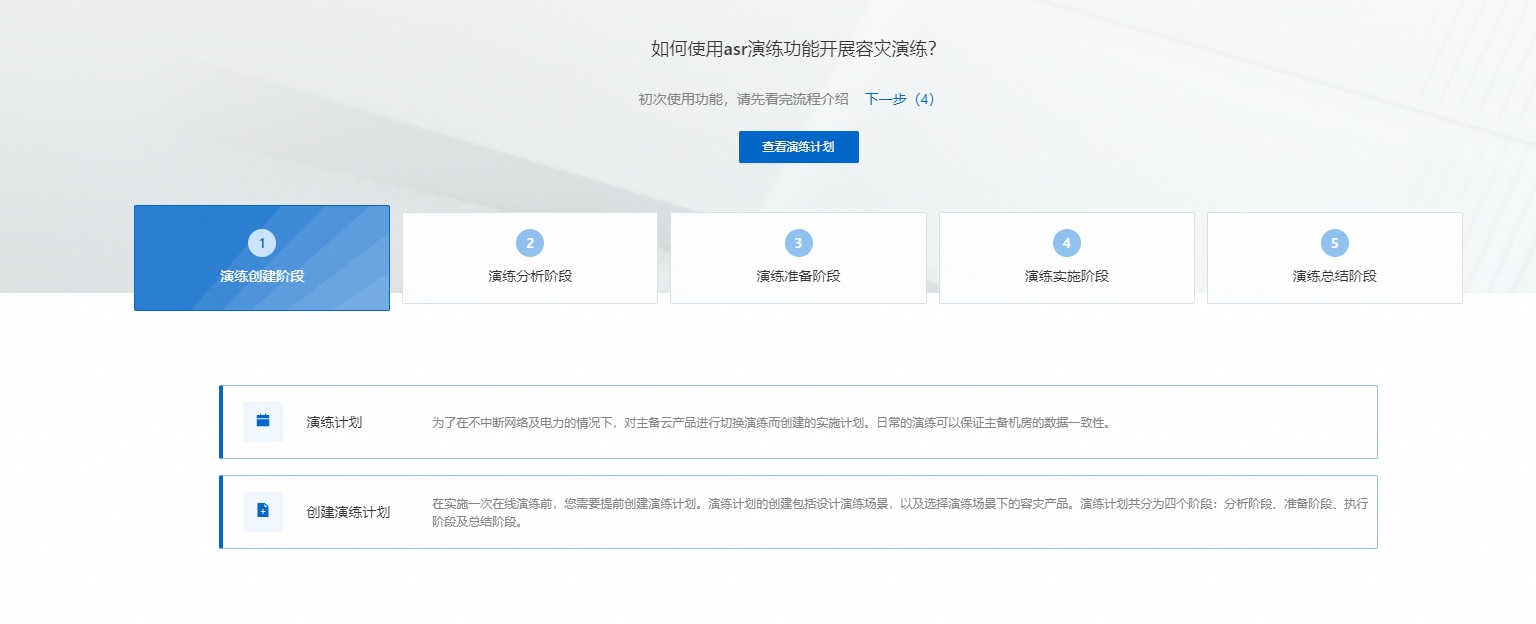 如何使用asr演练功能开展容灾演练？
初次使用功能，请先看完流程介绍 下一步（4）
查看演练计划
1
演练创建阶段
2
演练分析阶段
3
演练准备阶段
4
演练实施阶段
5
演练总结阶段
演练计划
为了在不中断网络及电力的情况下，对主备云产品进行切换演练而创建的实施计划。日常的演练可以保证主备机房的数据一致性。
创建演练计划
在实施一次在线演练前，您需要提前创建演练计划。演练计划的创建包括设计演练场景，以及选择演练场景下的容灾产品。演练计划共分为四个阶段：分析阶段、准备阶段、执行
阶段及总结阶段。